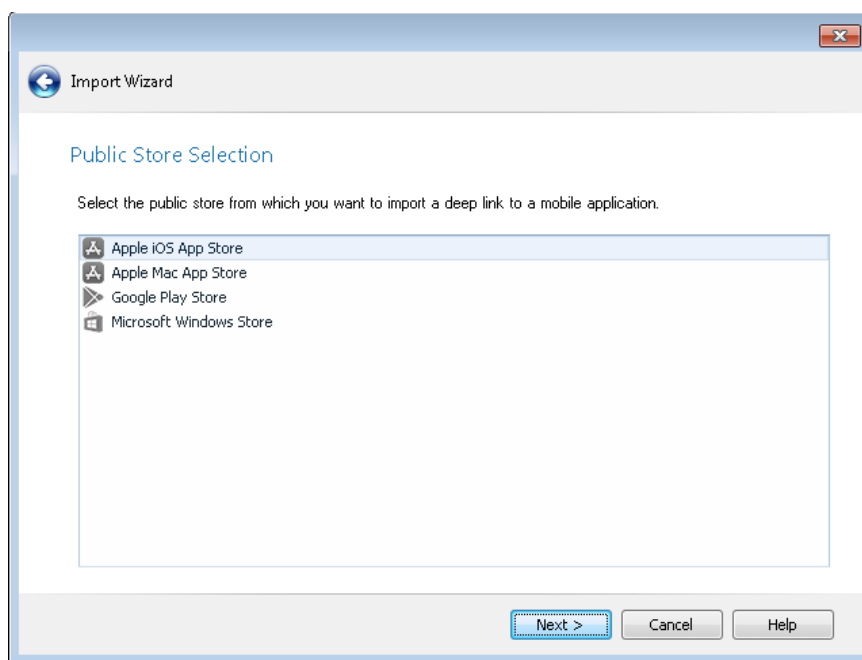 Import Wizard
Public Store Selection
Select the public store from which you want to import a deep link to a mobile application.
Apple iOS App Store
Apple Mac App Store
Google Play Store
Microsoft Windows Store
Next >
Cancel
Help